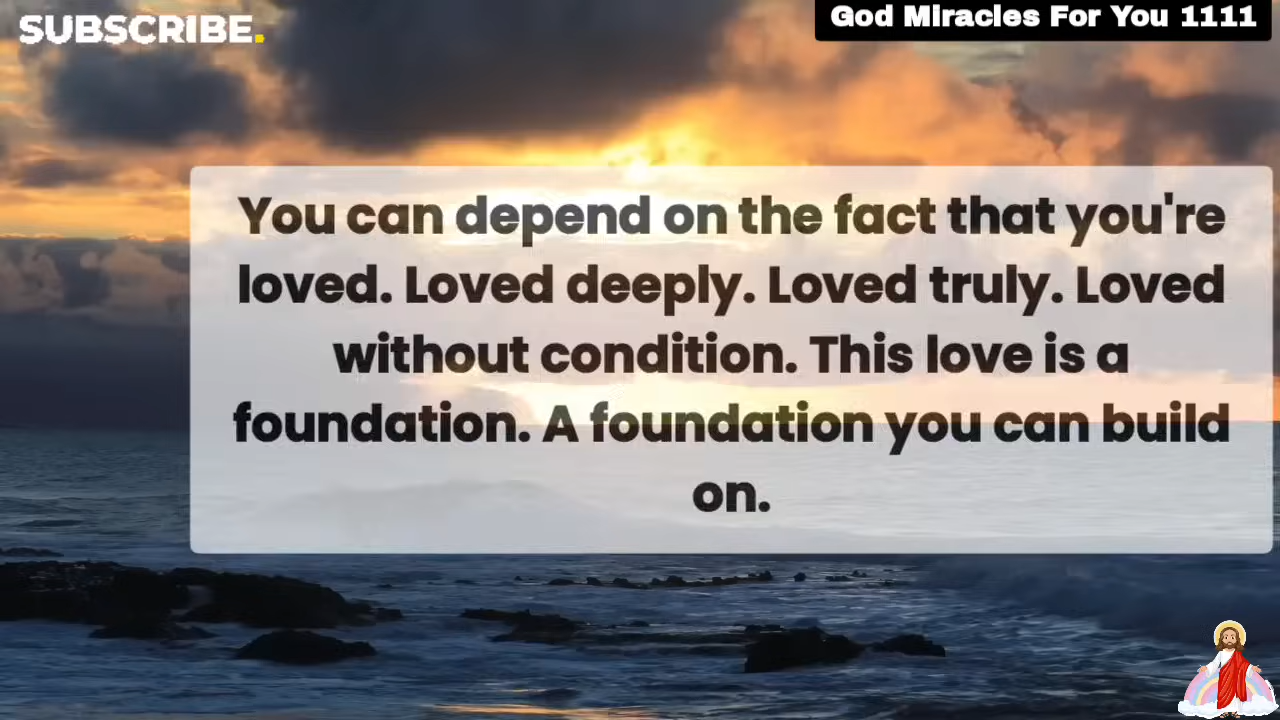 SUBSCRIBE.
God Miracles For You 1111
You can depend on the fact that you're
loved. Loved deeply. Loved truly. Loved
without condition. This love is a
foundation. A foundation you can build
on.